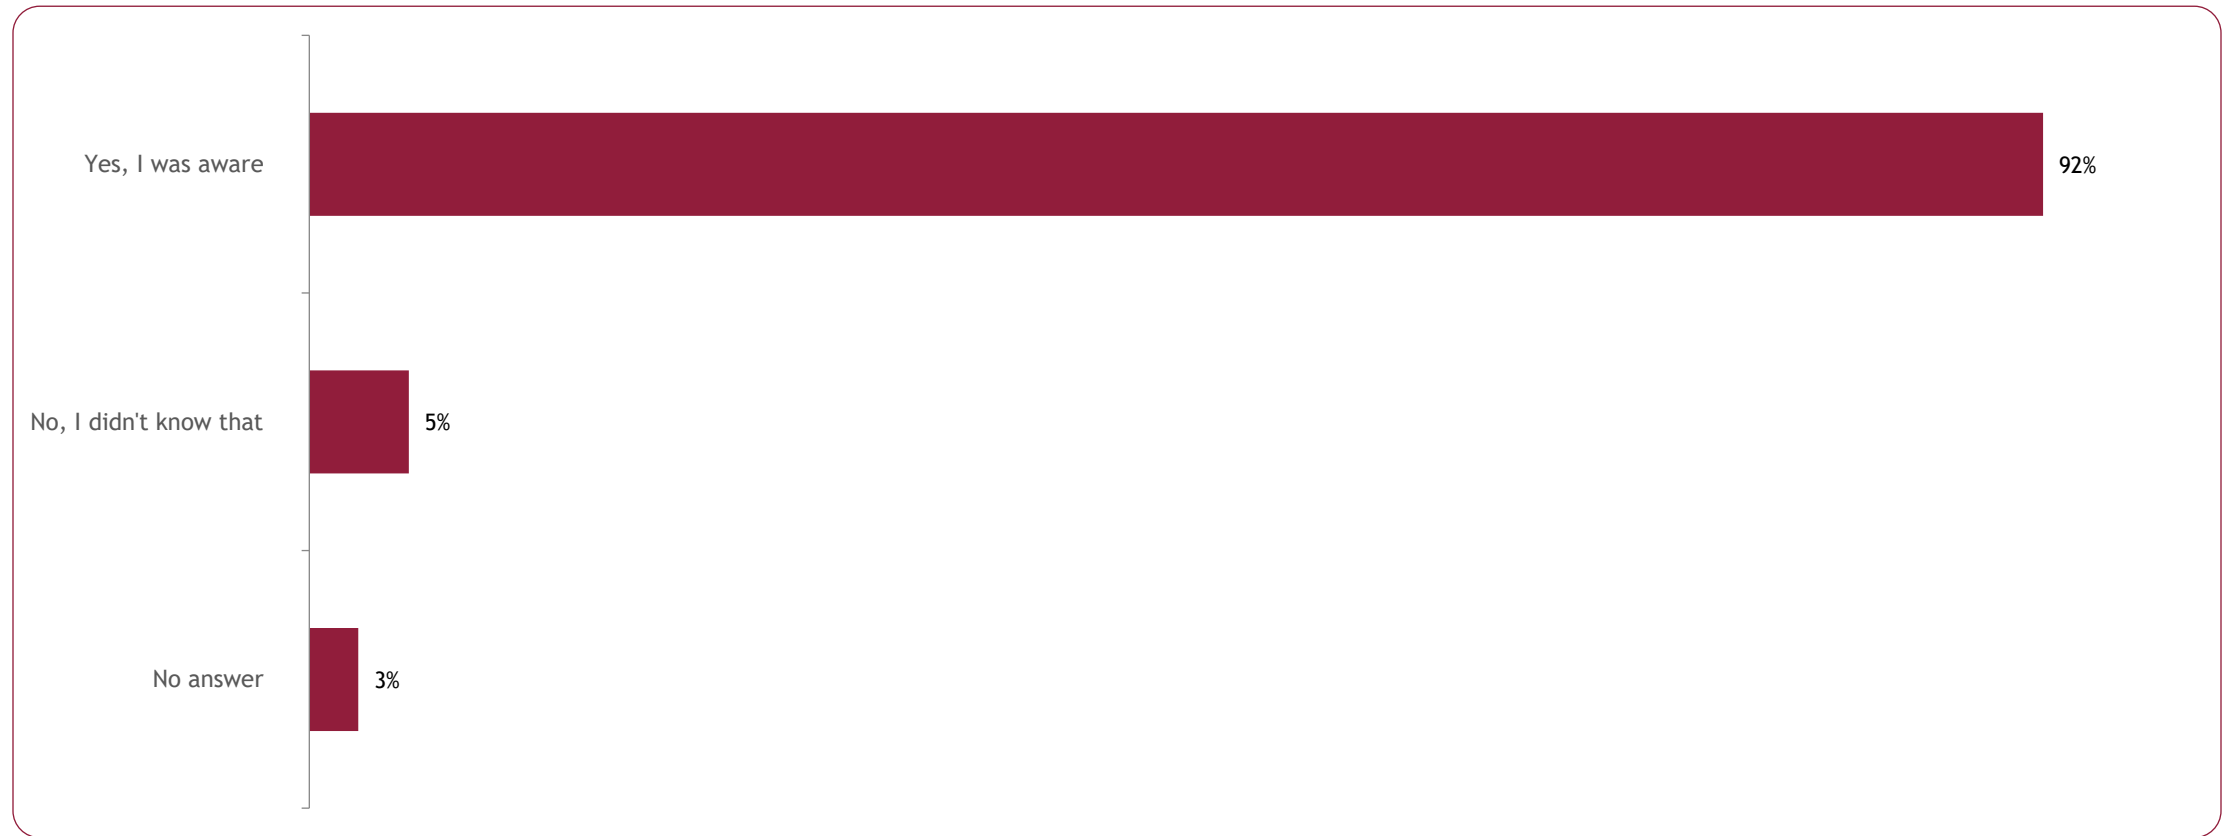 Yes, I was aware
92%
No, I didn't know that
5%
No answer
3%